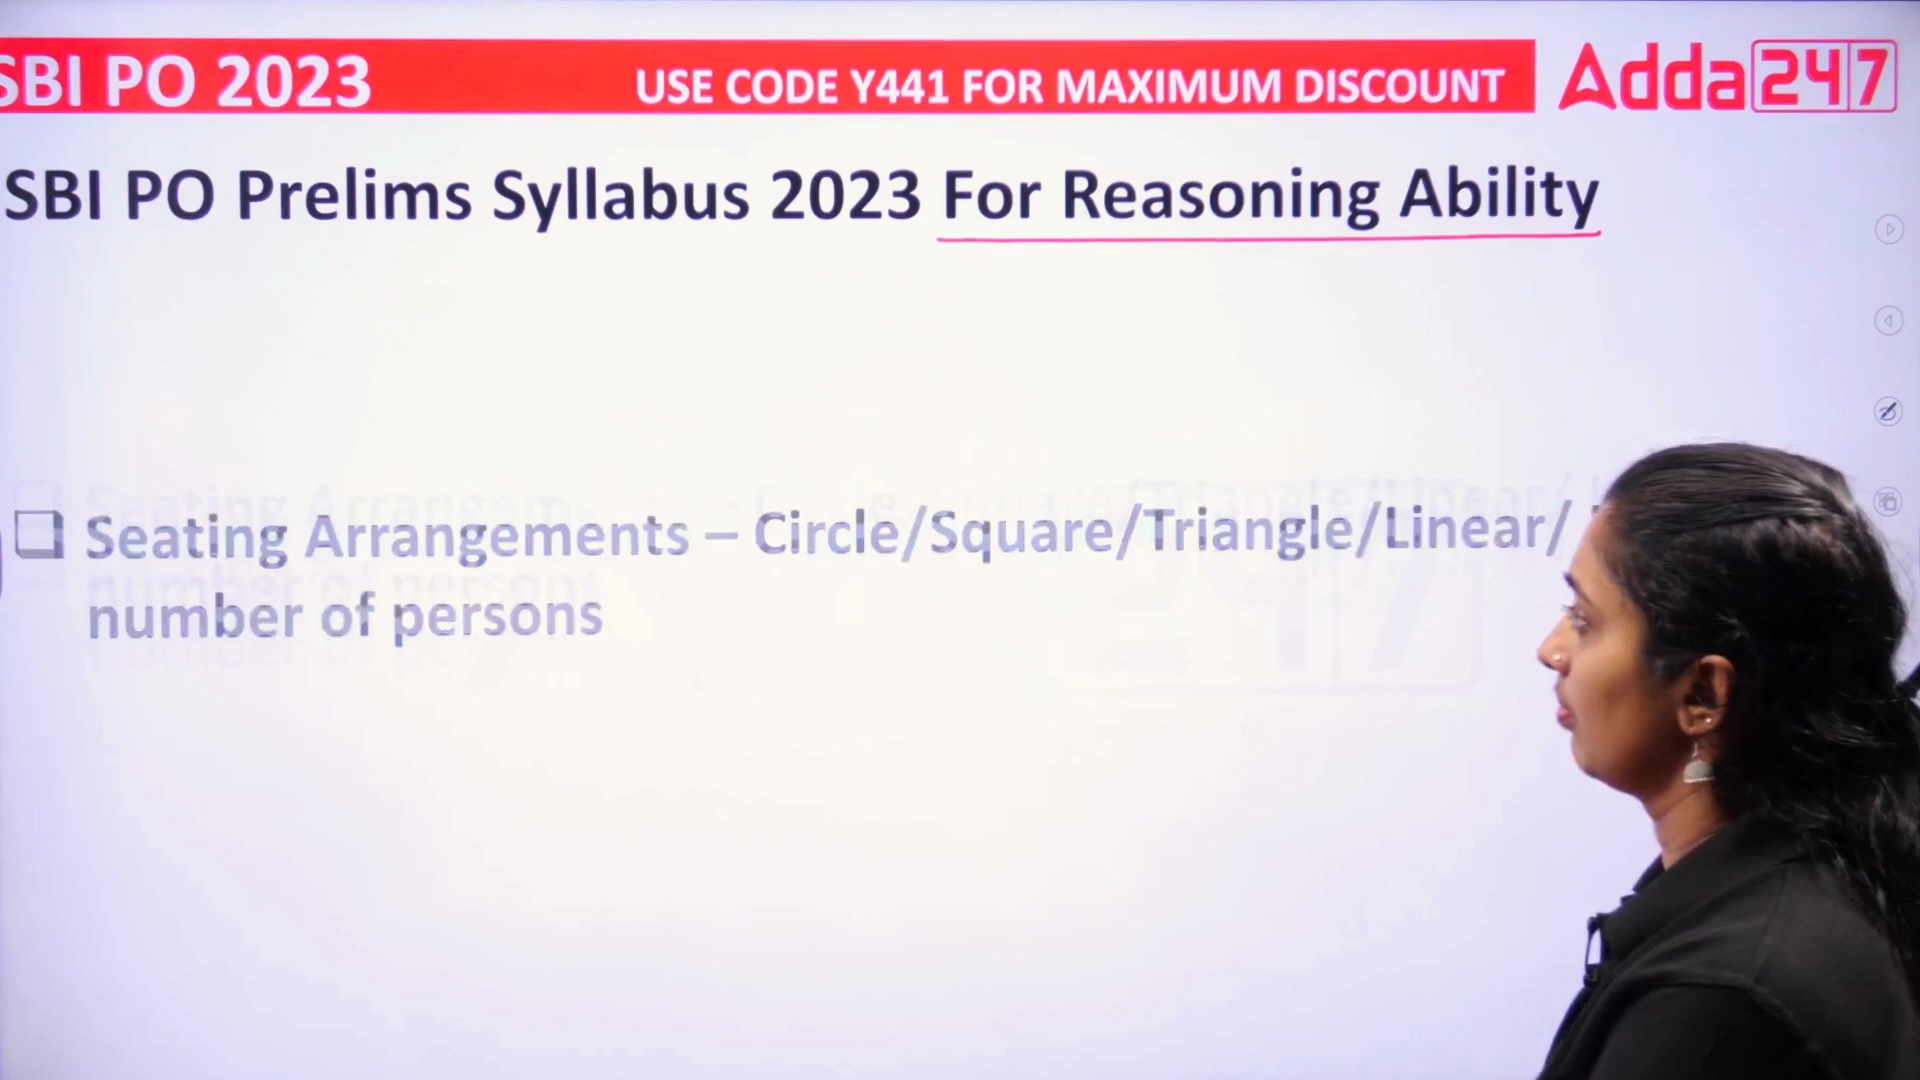 SBI PO 2023
USE CODE Y441 FOR MAXIMUM DISCOUNT
Adda247
SBI PO Prelims Syllabus 2023 For Reasoning Ability
Seating Arrangements – Circle/Square/Triangle/Linear/
number of persons